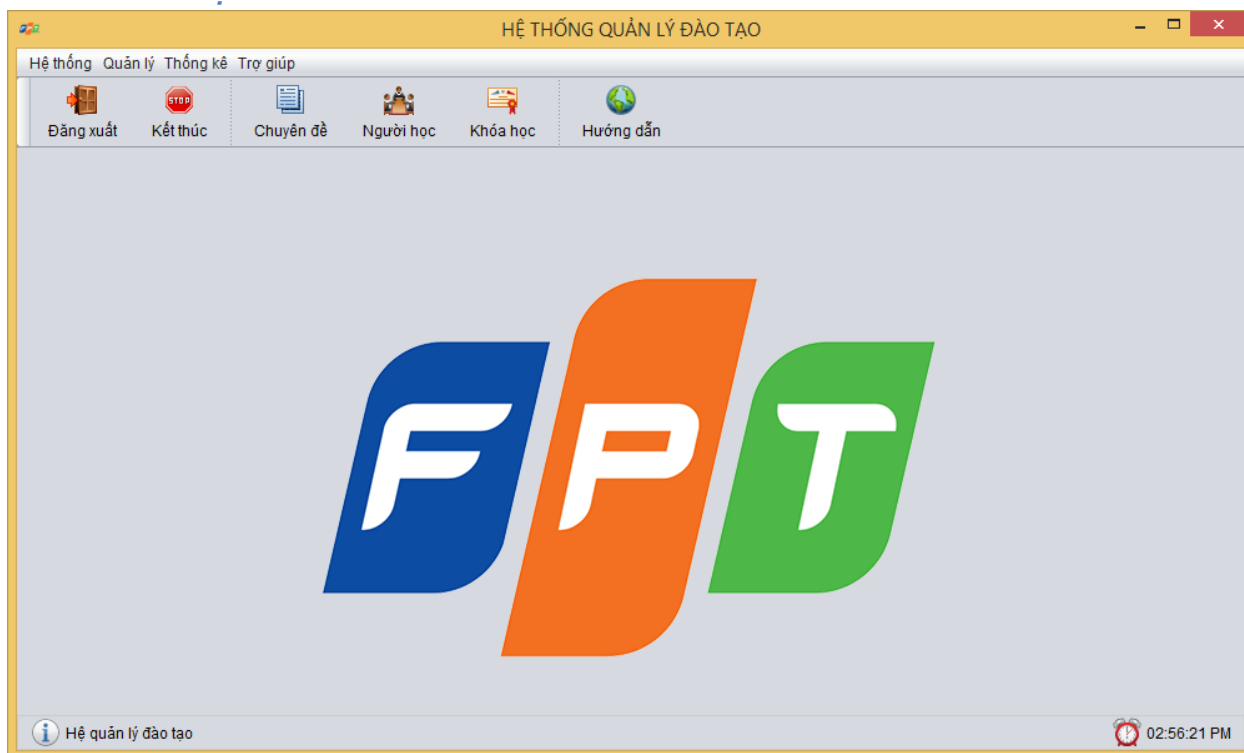 HỆ THỐNG QUẢN LÝ ĐÀO TẠO
Hệ thống Quản lý Thống kê Trợ giúp
STOP
Đăng xuất Kết thúc Chuyên đề Người học Khóa học Hướng dẫn
FPT
Hệ quản lý đào tạo 02:56:21 PM